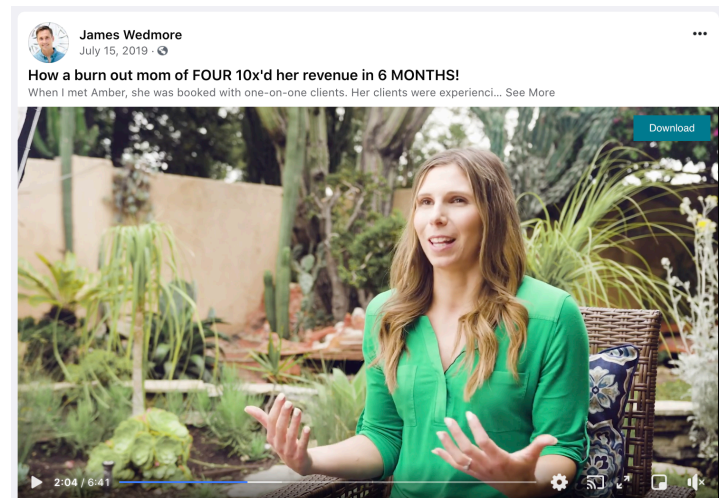 James Wedmore
July 15, 2019 ·
How a burn out mom of FOUR 10x'd her revenue in 6 MONTHS!
When I met Amber, she was booked with one-on-one clients. Her clients were experienci... See More
Download
2:04 / 6:41